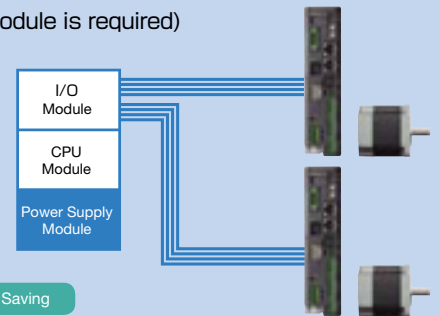 odule is required)
I/O
Module
CPU
Module
Power Supply
Module
Saving